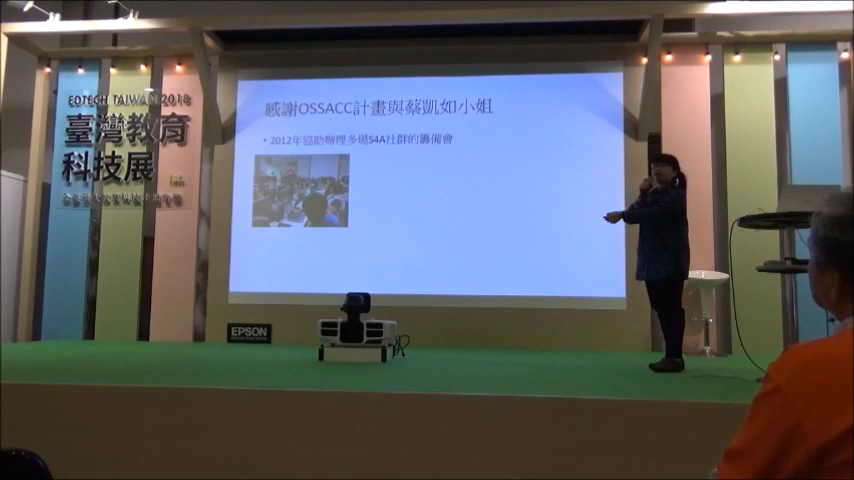 EDTECH TAIWAN 2018
臺灣教育
科技展
感謝OSSACC計畫與蔡凱如小姐
• 2012年協助辦理多場S4A社群的籌備會
EPSON